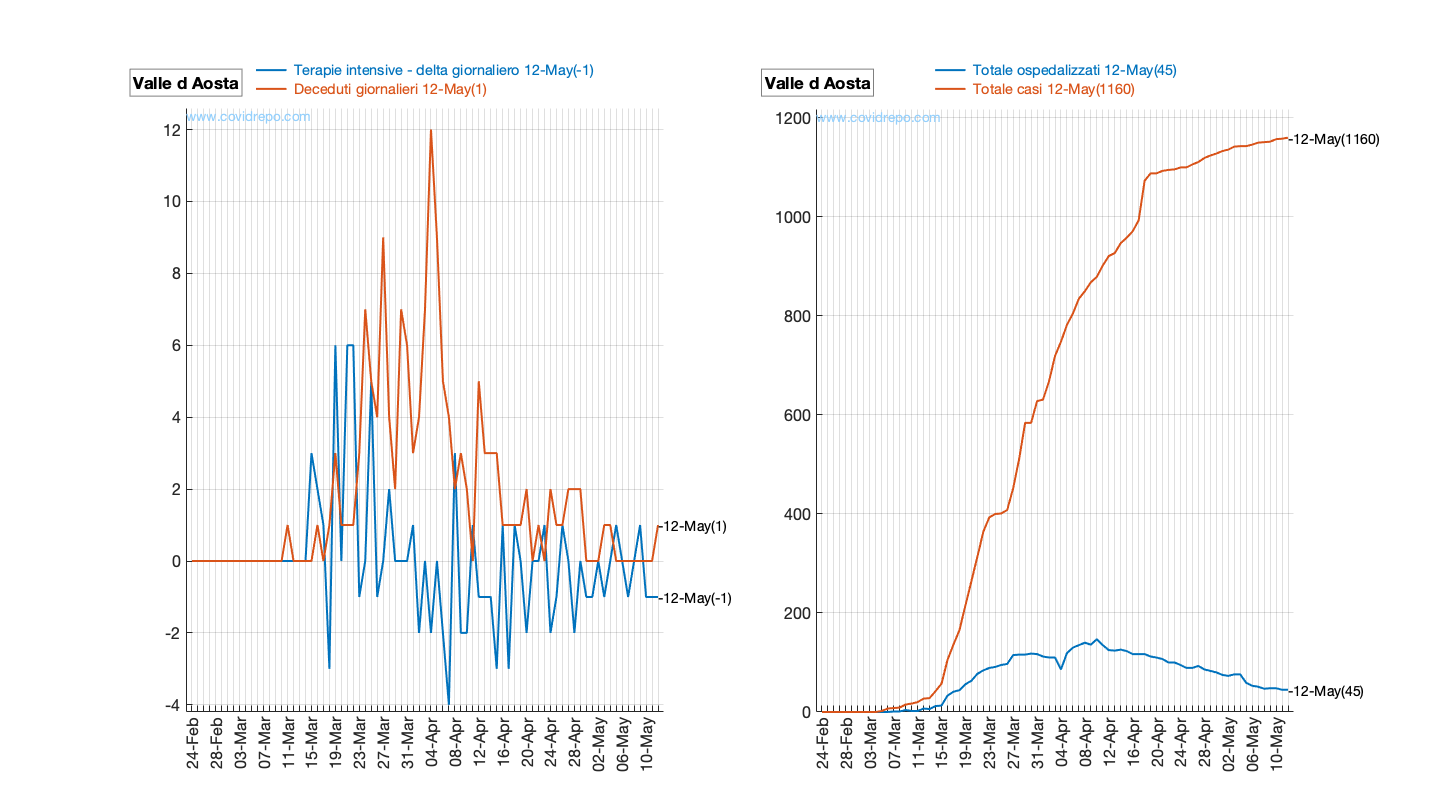 Valle d Aosta
Terapie intensive - delta giornaliero 12-May(-1)
Deceduti giornalieri 12-May(1)
www.covidrepo.com
12
10
8
6
4
2
0
-2
-4
12-May(1)
12-May(-1)
24-Feb
28-Feb
03-Mar
07-Mar
11-Mar
15-Mar
19-Mar
23-Mar
27-Mar
31-Mar
04-Apr
08-Apr
12-Apr
16-Apr
20-Apr
24-Apr
28-Apr
02-May
06-May
10-May
Valle d Aosta
Totale ospedalizzati 12-May(45)
Totale casi 12-May(1160)
www.covidrepo.com
1200
1000
800
600
400
200
0
12-May(1160)
12-May(45)
24-Feb
28-Feb
03-Mar
07-Mar
11-Mar
15-Mar
19-Mar
23-Mar
27-Mar
31-Mar
04-Apr
08-Apr
12-Apr
16-Apr
20-Apr
24-Apr
28-Apr
02-May
06-May
10-May